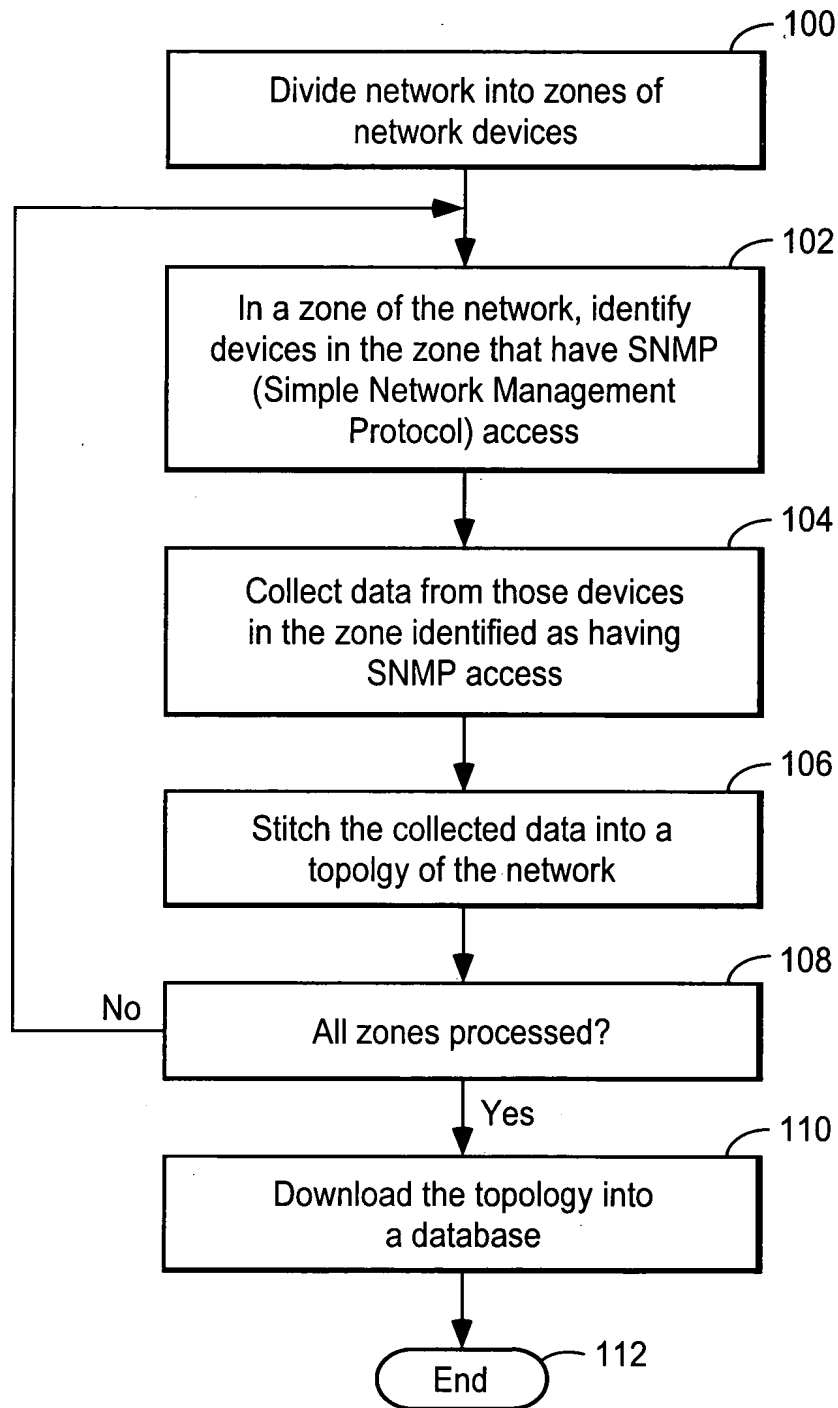 100
Divide network into zones of
network devices
102
In a zone of the network, identify
devices in the zone that have SNMP
(Simple Network Management
Protocol) access
104
Collect data from those devices
in the zone identified as having
SNMP access
106
Stitch the collected data into a
topolgy of the network
108
No
All zones processed?
Yes
110
Download the topology into
a database
112
End